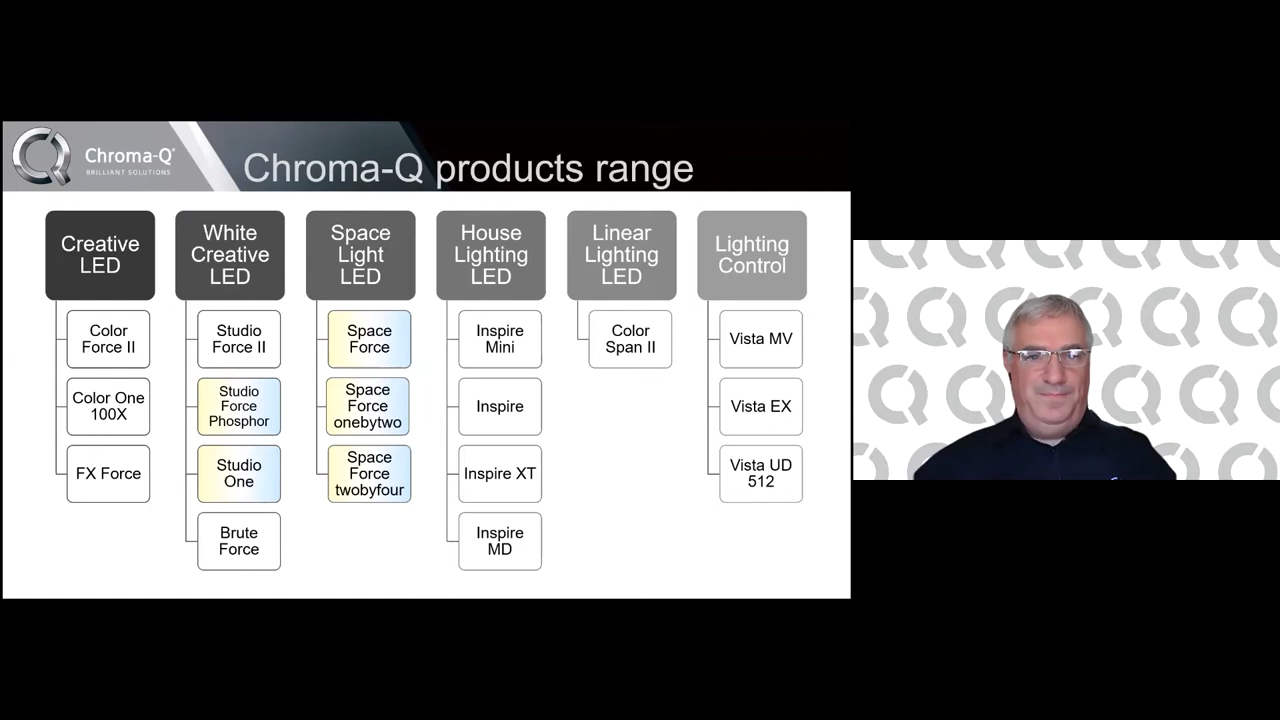 Chroma-Q®
BRILLIANT SOLUTIONS
Chroma-Q products range
Creative
LED
Color
Force II
Color One
100X
FX Force
White
Creative
LED
Studio
Force II
Studio
Force
Phosphor
Studio
One
Brute
Force
Space
Light
LED
Space
Force
Space
Force
onebytwo
Space
Force
twobyfour
House
Lighting
LED
Inspire
Mini
Inspire
Inspire XT
Inspire
MD
Linear
Lighting
LED
Color
Span II
Lighting
Control
Vista MV
Vista EX
Vista UD
512